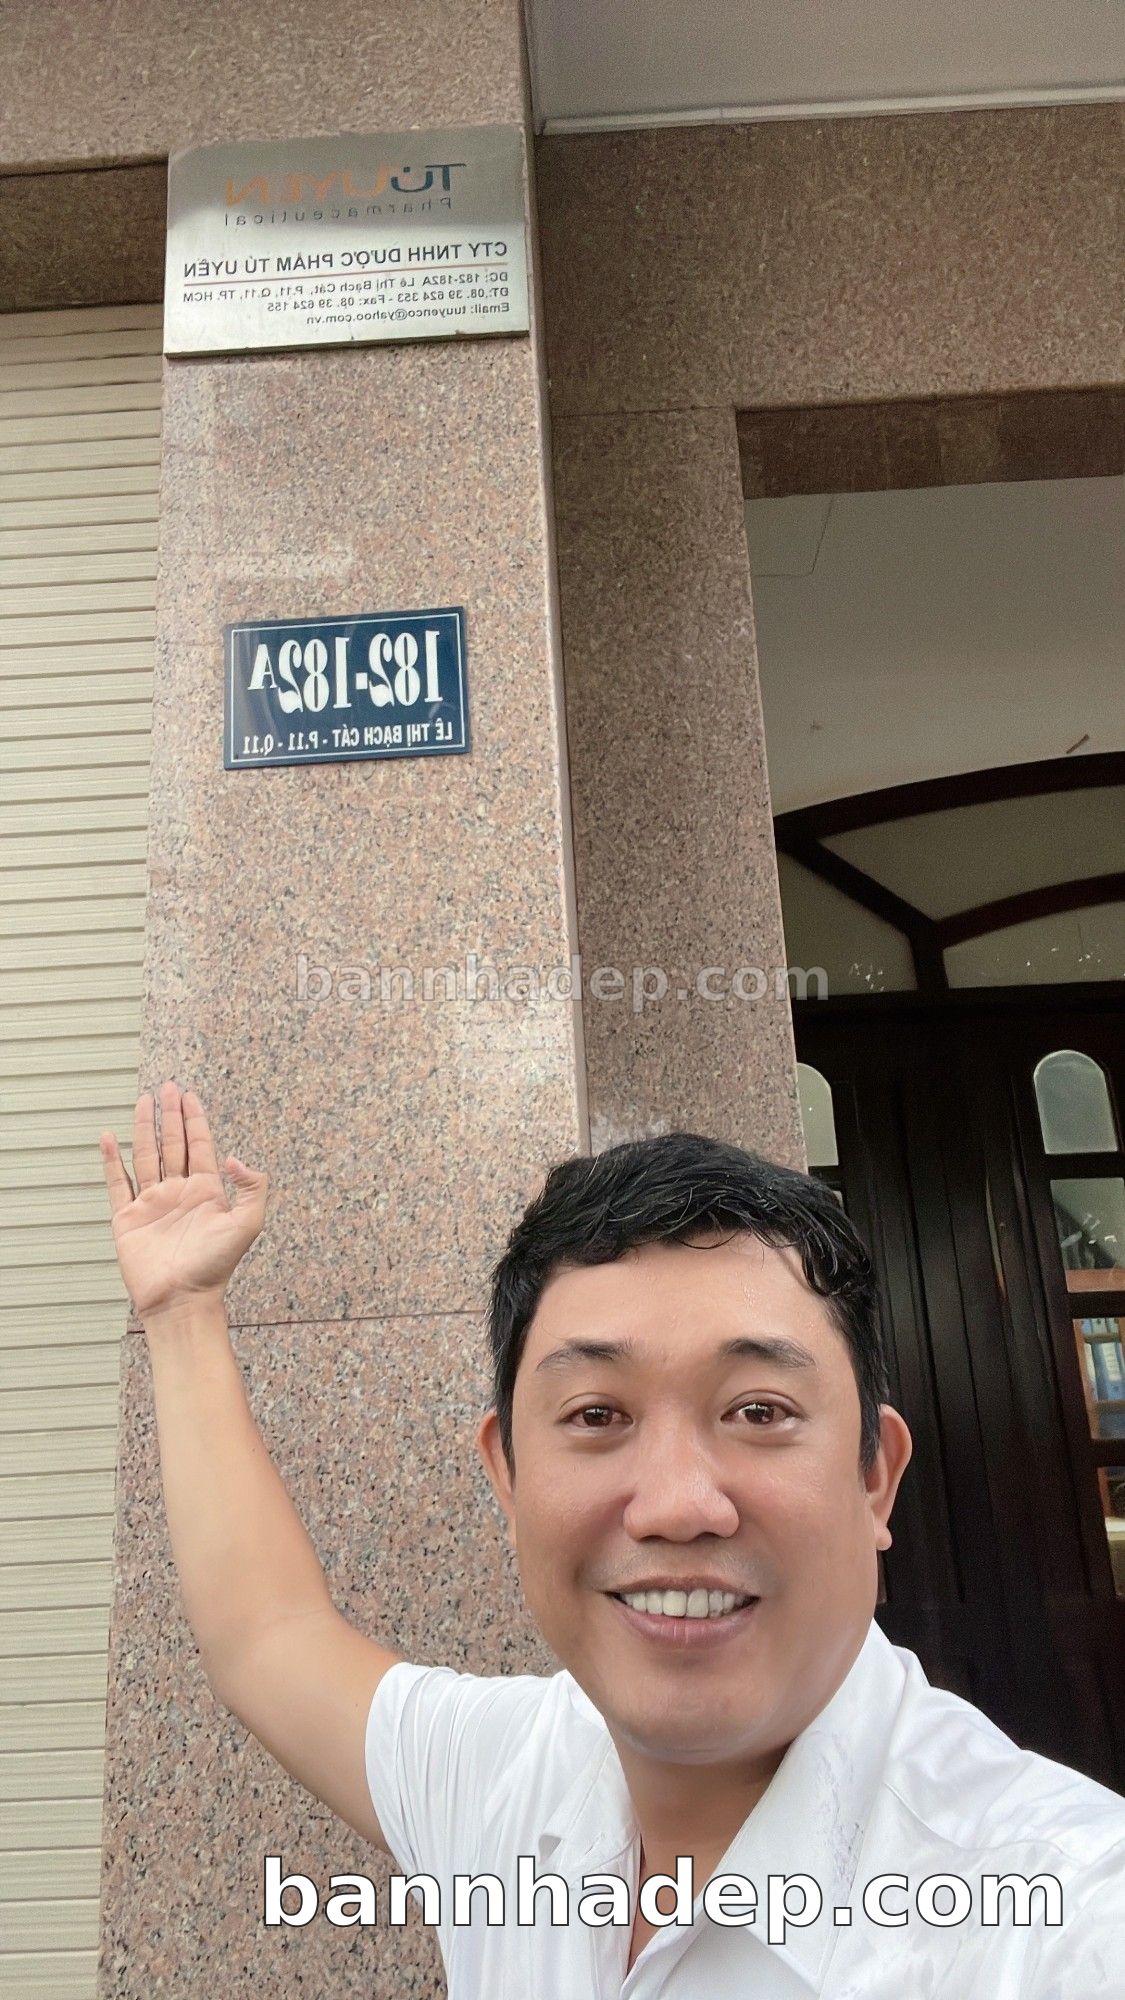 TÚ UYÊN
Pharmaceutical
CTY TNHH DƯỢC PHẨM TÚ UYÊN
ĐC: 182-182A Lê Thị Bạch Cát, P.11, Q.11, TP. HCM
ĐT: 08. 39 624 353 - Fax: 08. 39 624 155
Email: tuuyenco@yahoo.com.vn
182-182A
LÊ THỊ BẠCH CÁT - P.11 - Q.11
bannhadep.com
bannhadep.com